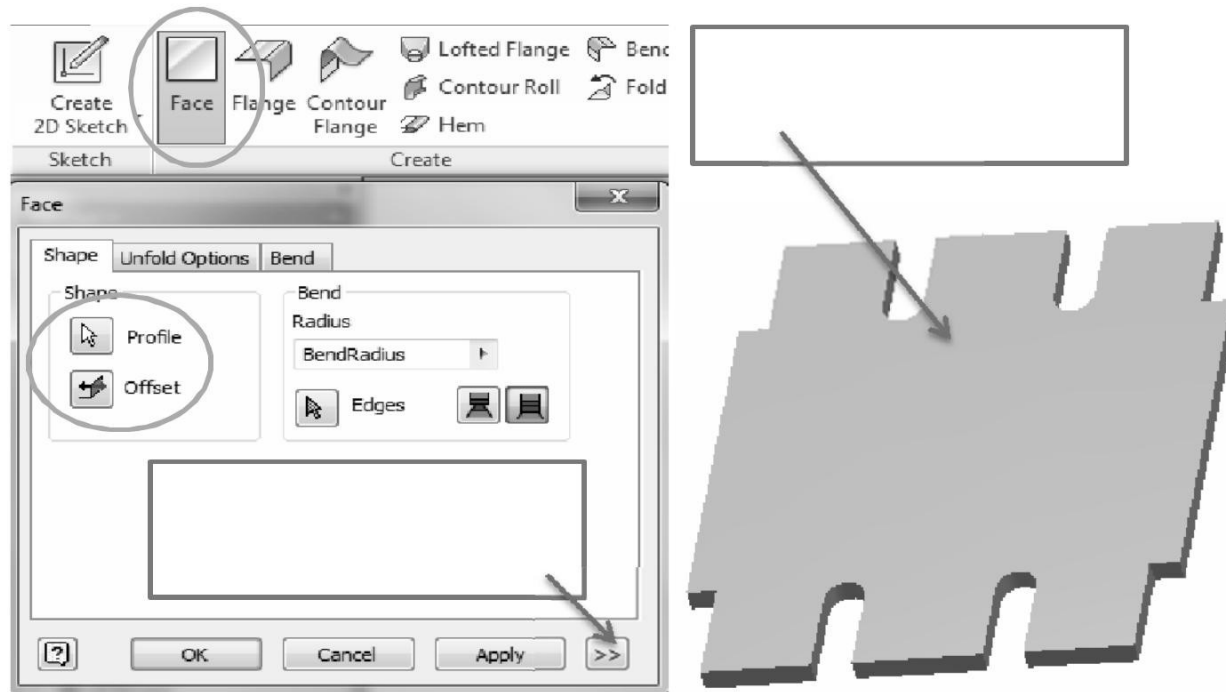 Create
2D Sketch
Face
Flange
Contour
Flange
Lofted Flange
Contour Roll
Hem
Bend
Fold
Sketch
Create
Face
Shape
Unfold Options
Bend
Shape
Profile
Offset
Bend
Radius
BendRadius
Edges
OK
Cancel
Apply
>>